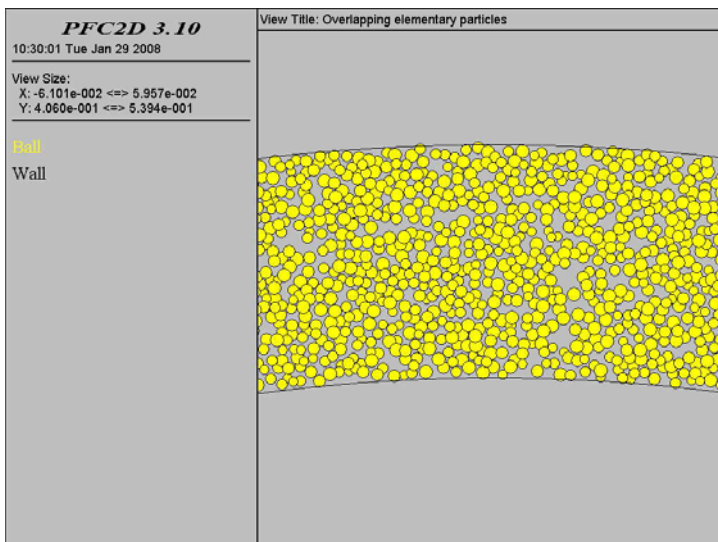 PFC2D 3.10
10:30:01 Tue Jan 29 2008
View Size:
X: -6.101e-002 <=> 5.957e-002
Y: 4.060e-001 <=> 5.394e-001
Ball
Wall
View Title: Overlapping elementary particles